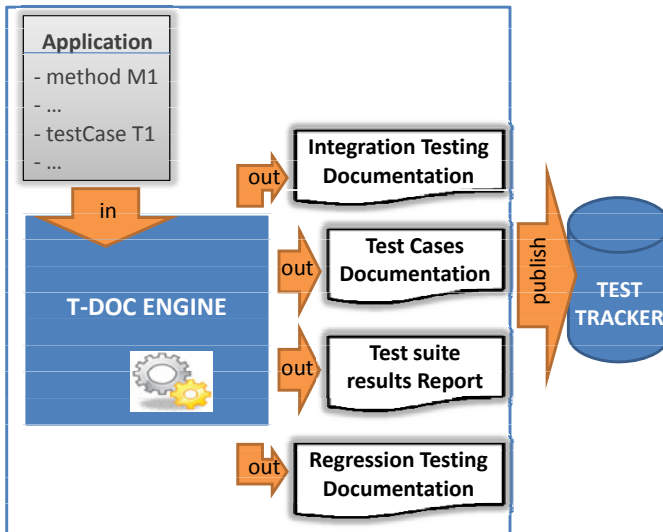 Application
- method M1
- ...
- testCase T1
- ...
in
T-DOC ENGINE
out
Integration Testing
Documentation
out
Test Cases
Documentation
out
Test suite
results Report
out
Regression Testing
Documentation
publish
TEST
TRACKER